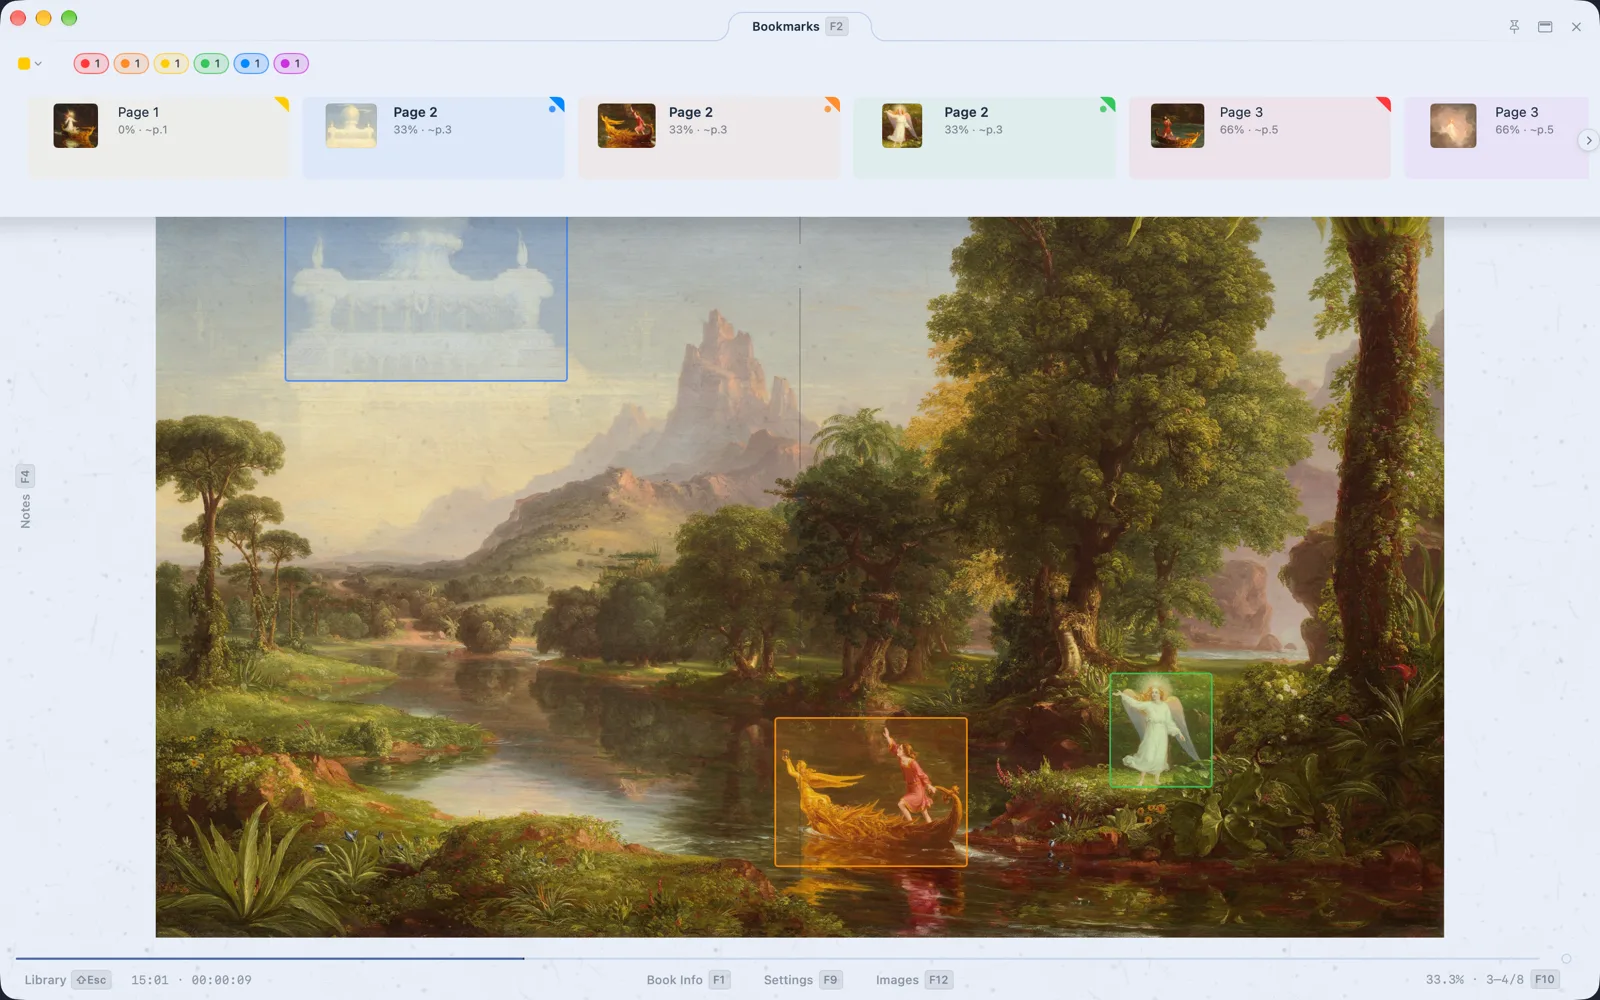 Bookmarks F2
1 1 1 1 1 1
Page 1
0% · ~p.1
Page 2
33% · ~p.3
Page 2
33% · ~p.3
Page 2
33% · ~p.3
Page 3
66% · ~p.5
Page 3
66% · ~p.5
Notes F4
Library ⇧Esc 15:01 · 00:00:09 Book Info F1 Settings F9 Images F12 33.3% · 3–4/8 F10